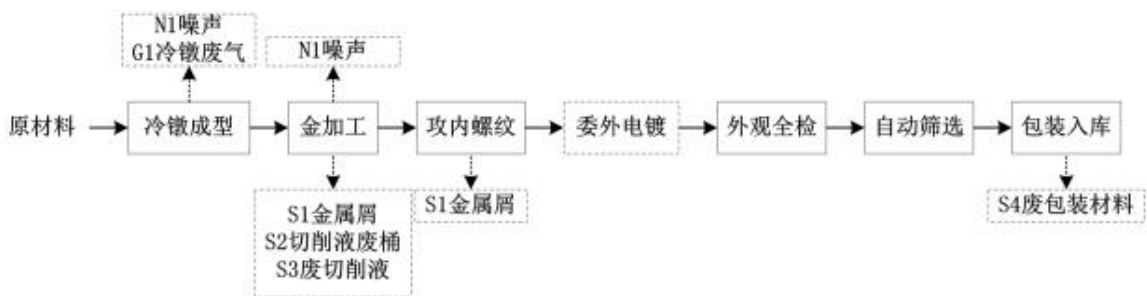 N1噪声
G1冷镦废气
N1噪声
原材料
冷镦成型
金加工
攻内螺纹
委外电镀
外观全检
自动筛选
包装入库
S1金属屑
S2切削液废桶
S3废切削液
S1金属屑
S4废包装材料